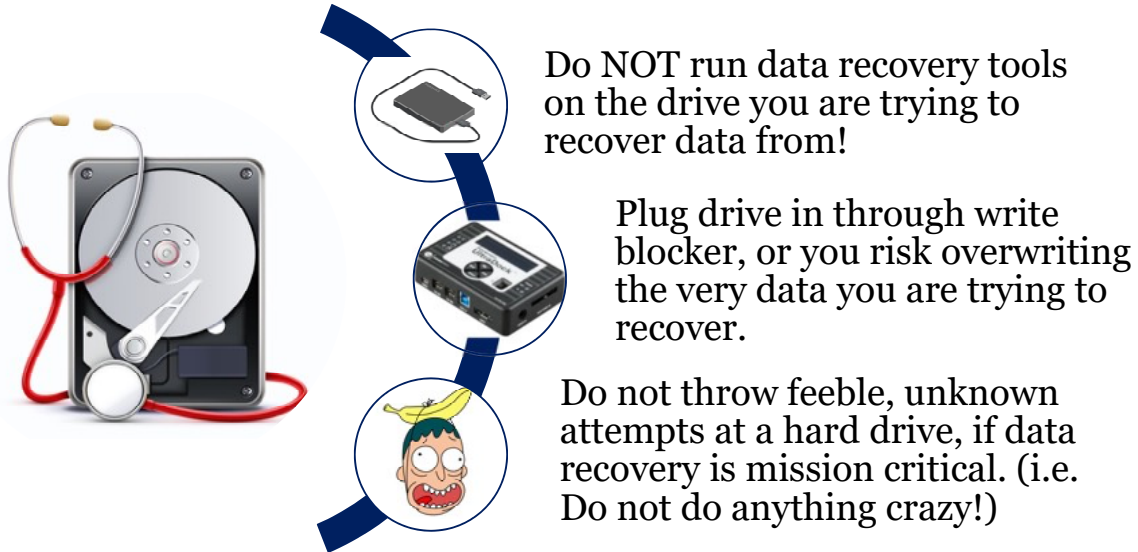 Do NOT run data recovery tools
on the drive you are trying to
recover data from!
UltraDock
Plug drive in through write
blocker, or you risk overwriting
the very data you are trying to
recover.
Do not throw feeble, unknown
attempts at a hard drive, if data
recovery is mission critical. (i.e.
Do not do anything crazy!)